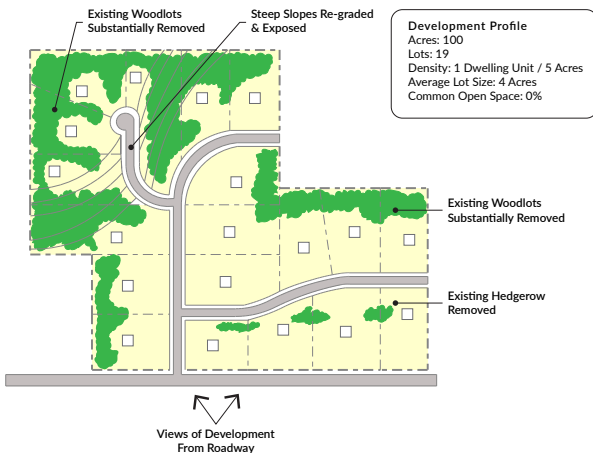 Existing Woodlots
Substantially Removed
Steep Slopes Re-graded
& Exposed
Development Profile
Acres: 100
Lots: 19
Density: 1 Dwelling Unit / 5 Acres
Average Lot Size: 4 Acres
Common Open Space: 0%
Existing Woodlots
Substantially Removed
Existing Hedgerow
Removed
Views of Development
From Roadway